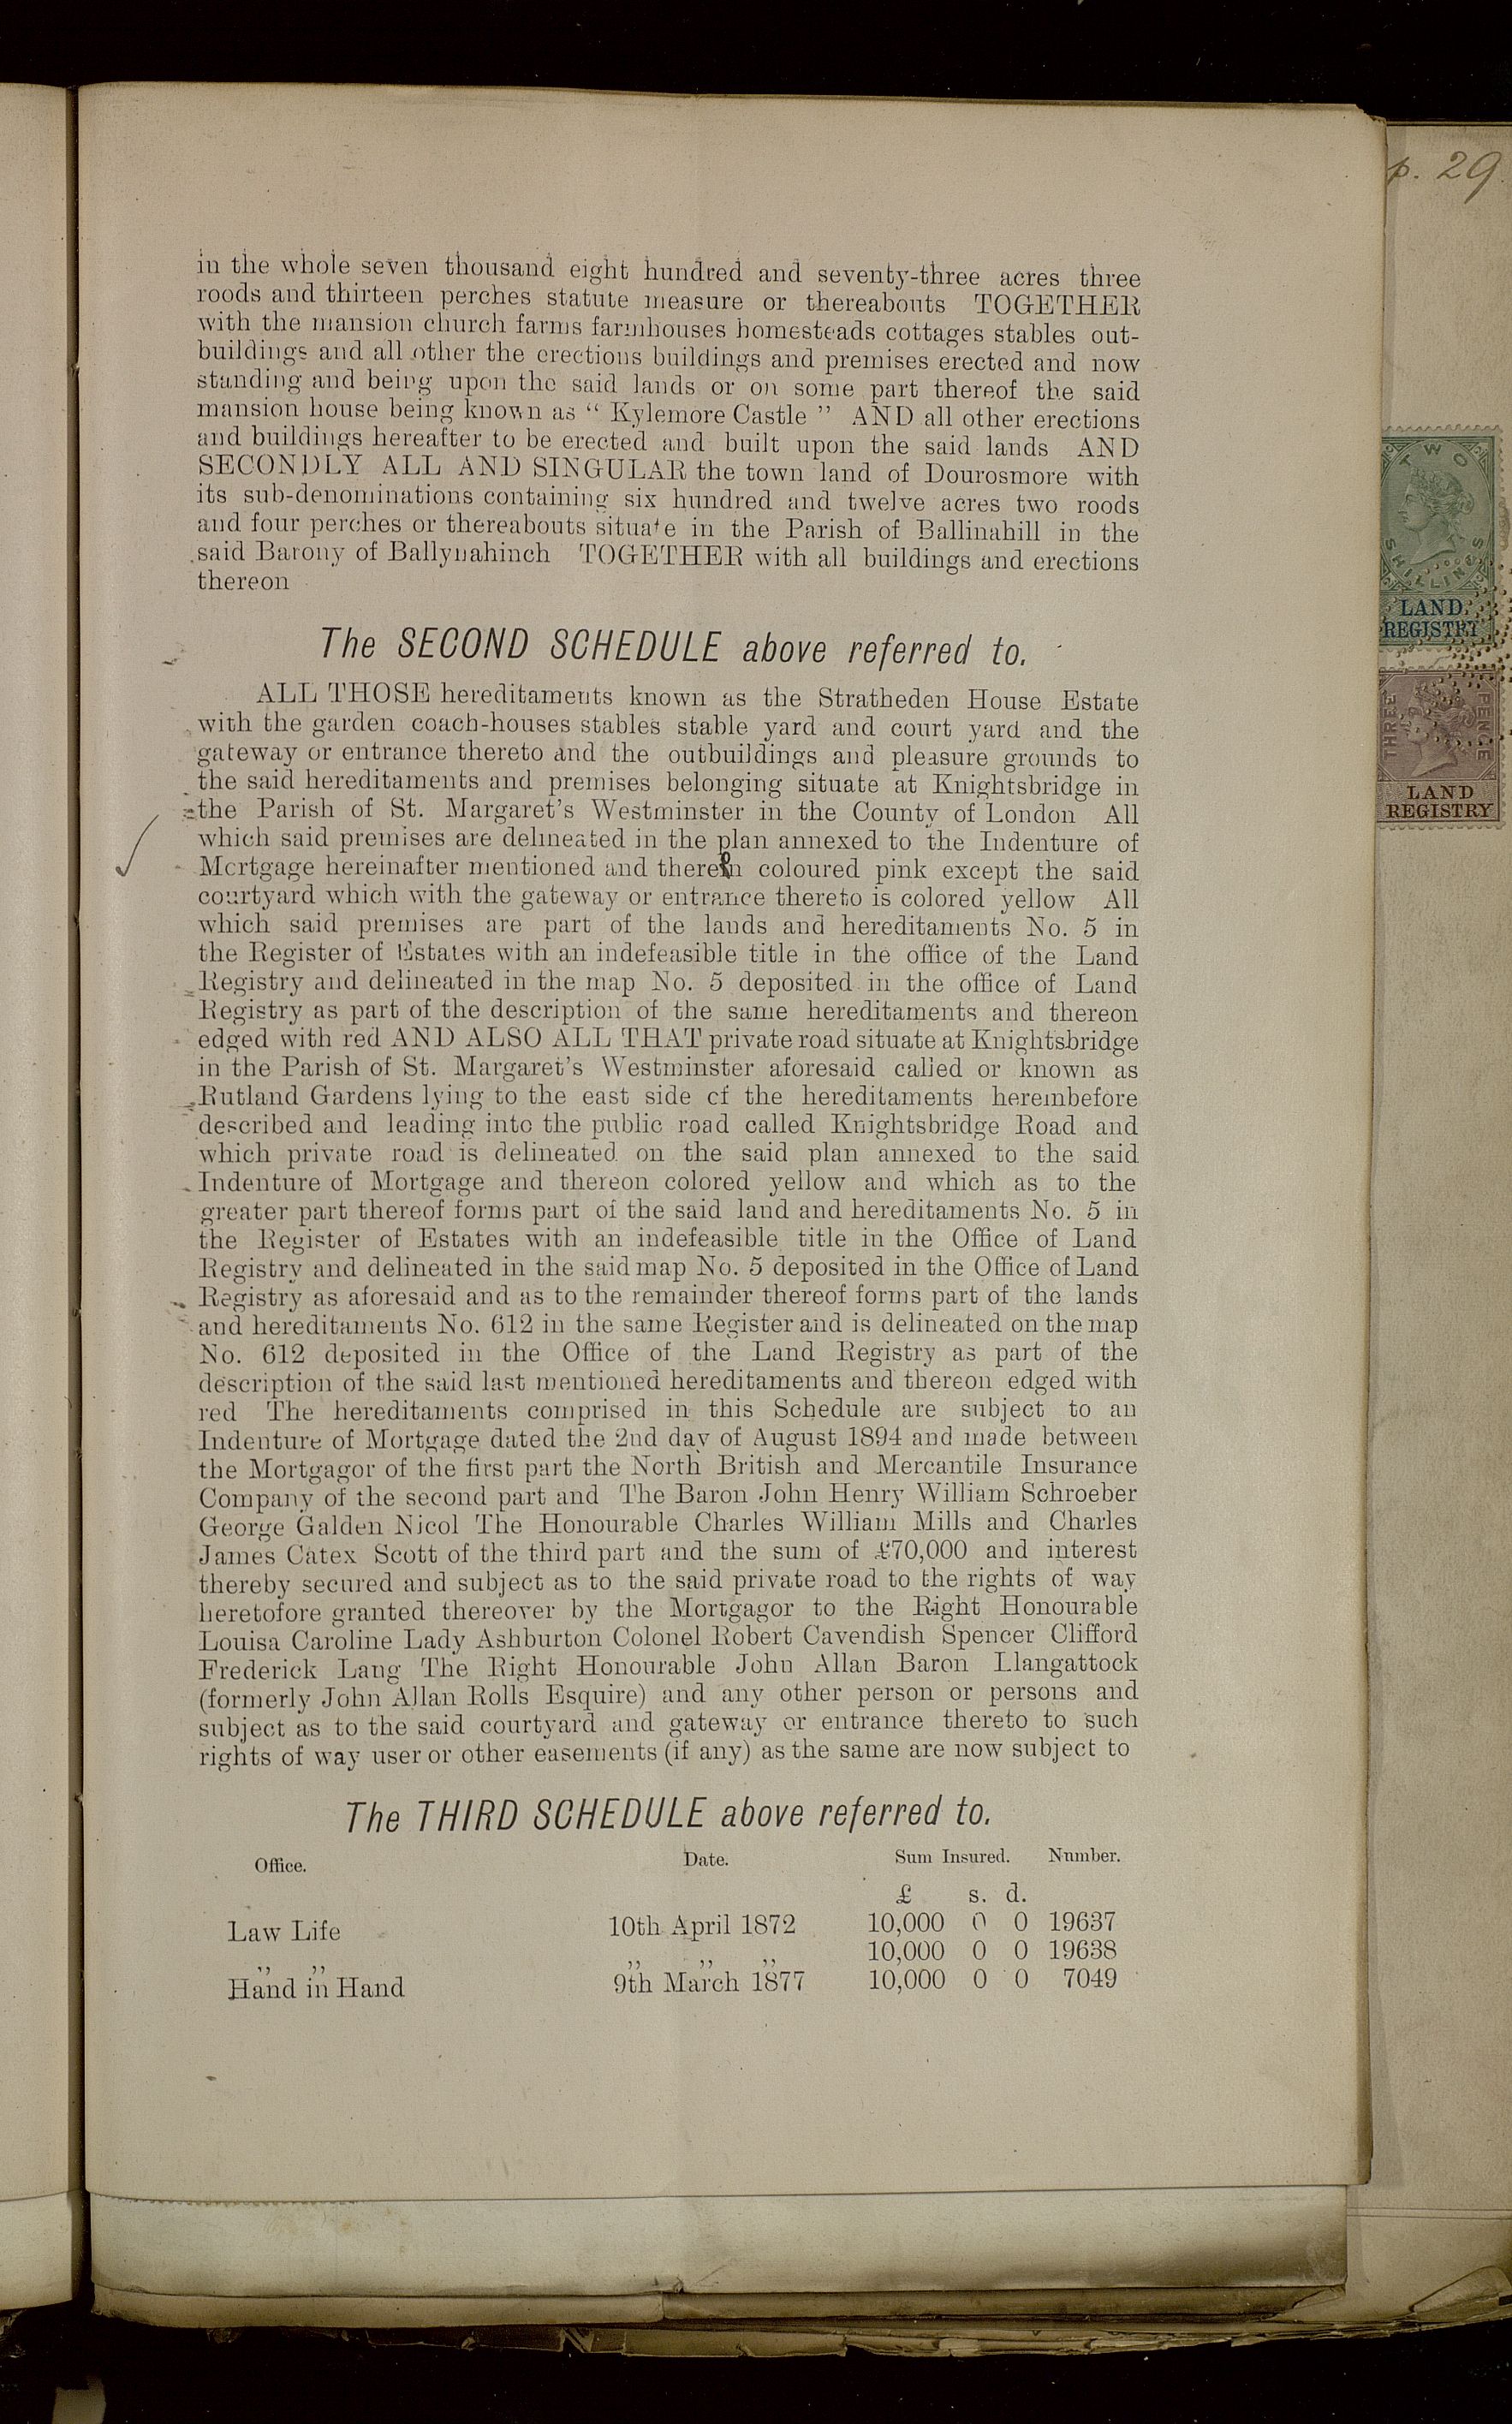 p. 29
in the whole seven thousand eight hundred and seventy-three acres three
roods and thirteen perches statute measure or thereabouts TOGETHER
with the mansion church farms farmhouses homesteads cottages stables out-
buildings and all other the erections buildings and premises erected and now
standing and being upon the said lands or on some part thereof the said
mansion house being known as “ Kylemore Castle ” AND all other erections
and buildings hereafter to be erected and built upon the said lands AND
SECONDLY ALL AND SINGULAR the town land of Dourosmore with
its sub-denominations containing six hundred and twelve acres two roods
and four perches or thereabouts situate in the Parish of Ballinahill in the
said Barony of Ballynahinch TOGETHER with all buildings and erections
thereon
The SECOND SCHEDULE above referred to.
ALL THOSE hereditaments known as the Stratheden House Estate
with the garden coach-houses stables stable yard and court yard and the
gateway or entrance thereto and the outbuildings and pleasure grounds to
the said hereditaments and premises belonging situate at Knightsbridge in
the Parish of St. Margaret's Westminster in the County of London All
which said premises are delineated in the plan annexed to the Indenture of
Mortgage hereinafter mentioned and therein coloured pink except the said
courtyard which with the gateway or entrance thereto is colored yellow All
which said premises are part of the lands and hereditaments No. 5 in
the Register of Estates with an indefeasible title in the office of the Land
Registry and delineated in the map No. 5 deposited in the office of Land
Registry as part of the description of the same hereditaments and thereon
edged with red AND ALSO ALL THAT private road situate at Knightsbridge
in the Parish of St. Margaret's Westminster aforesaid called or known as
Rutland Gardens lying to the east side of the hereditaments hereinbefore
described and leading into the public road called Knightsbridge Road and
which private road is delineated on the said plan annexed to the said
Indenture of Mortgage and thereon colored yellow and which as to the
greater part thereof forms part of the said land and hereditaments No. 5 in
the Register of Estates with an indefeasible title in the Office of Land
Registry and delineated in the said map No. 5 deposited in the Office of Land
Registry as aforesaid and as to the remainder thereof forms part of the lands
and hereditaments No. 612 in the same Register and is delineated on the map
No. 612 deposited in the Office of the Land Registry as part of the
description of the said last mentioned hereditaments and thereon edged with
red The hereditaments comprised in this Schedule are subject to an
Indenture of Mortgage dated the 2nd day of August 1894 and made between
the Mortgagor of the first part the North British and Mercantile Insurance
Company of the second part and The Baron John Henry William Schroeber
George Galden Nicol The Honourable Charles William Mills and Charles
James Catex Scott of the third part and the sum of £70,000 and interest
thereby secured and subject as to the said private road to the rights of way
heretofore granted thereover by the Mortgagor to the Right Honourable
Louisa Caroline Lady Ashburton Colonel Robert Cavendish Spencer Clifford
Frederick Lang The Right Honourable John Allan Baron Llangattock
(formerly John Allan Rolls Esquire) and any other person or persons and
subject as to the said courtyard and gateway or entrance thereto to such
rights of way user or other easements (if any) as the same are now subject to
The THIRD SCHEDULE above referred to.
Office. Date. Sum Insured. Number.
£ s. d.
Law Life 10th April 1872 10,000 0 0 19637
,, ,, ,, ,, ,, 10,000 0 0 19638
Hand in Hand 9th March 1877 10,000 0 0 7049
TWO
SHILLINGS
LAND
REGISTRY
THREE
PENCE
LAND
REGISTRY